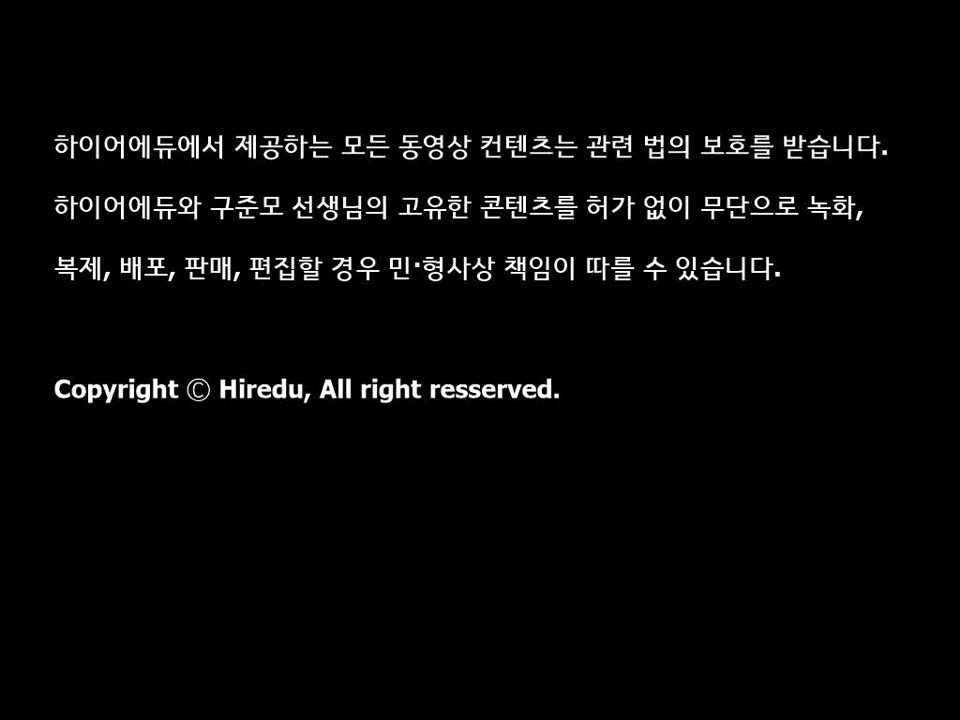 하이어에듀에서 제공하는 모든 동영상 컨텐츠는 관련 법의 보호를 받습니다.
하이어에듀와 구준모 선생님의 고유한 콘텐츠를 허가 없이 무단으로 녹화,
복제, 배포, 판매, 편집할 경우 민·형사상 책임이 따를 수 있습니다.
Copyright Ⓒ Hiredu, All right resserved.